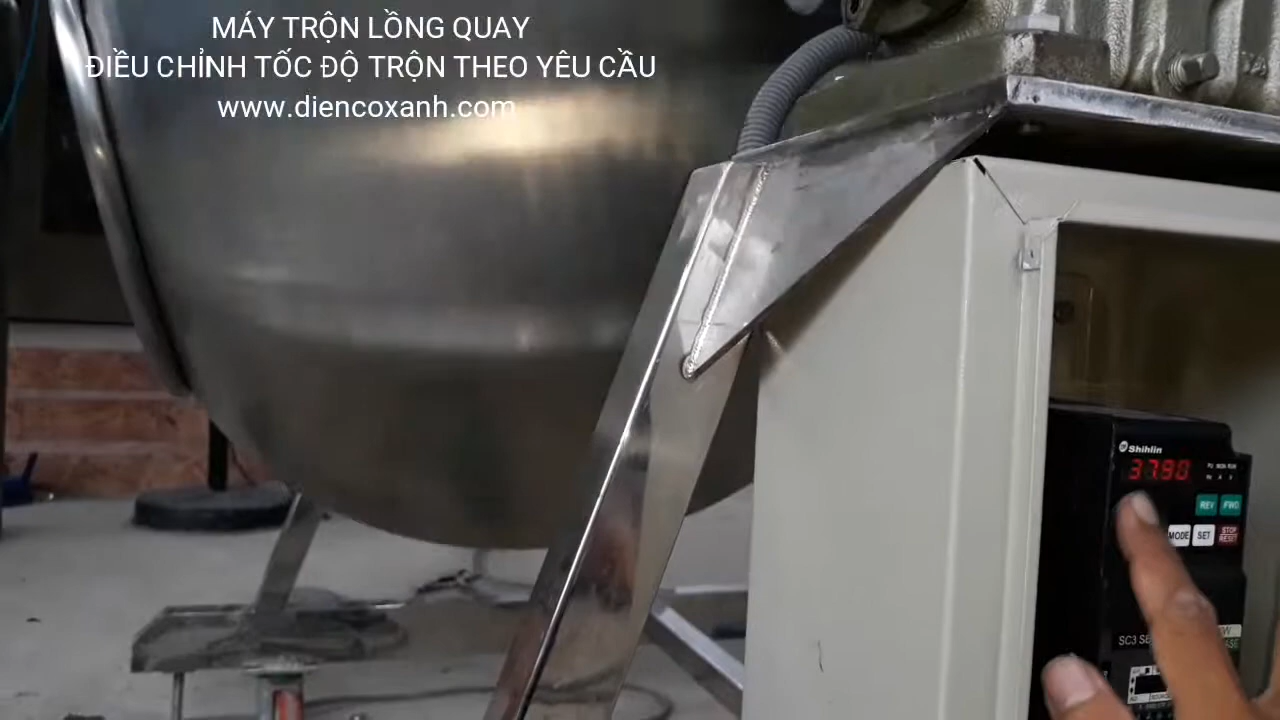 MÁY TRỘN LỒNG QUAY
ĐIỀU CHỈNH TỐC ĐỘ TRỘN THEO YÊU CẦU
www.diencoxanh.com
Shihlin
37.90
REV FWD
MODE SET STOP RESET
SC3